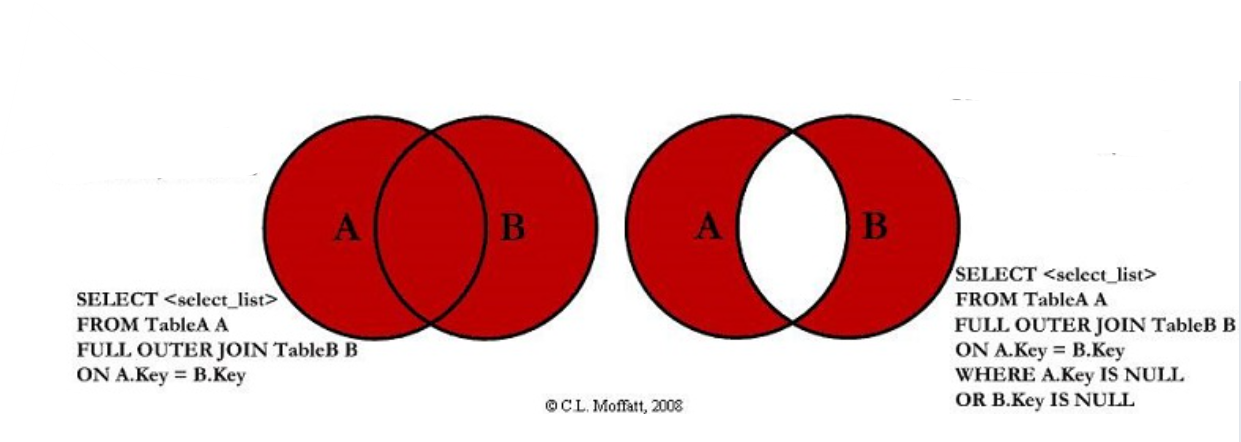 A
B
A
B
SELECT <select_list>
FROM TableA A
FULL OUTER JOIN TableB B
ON A.Key = B.Key
SELECT <select_list>
FROM TableA A
FULL OUTER JOIN TableB B
ON A.Key = B.Key
WHERE A.Key IS NULL
OR B.Key IS NULL
© C.L. Moffatt, 2008